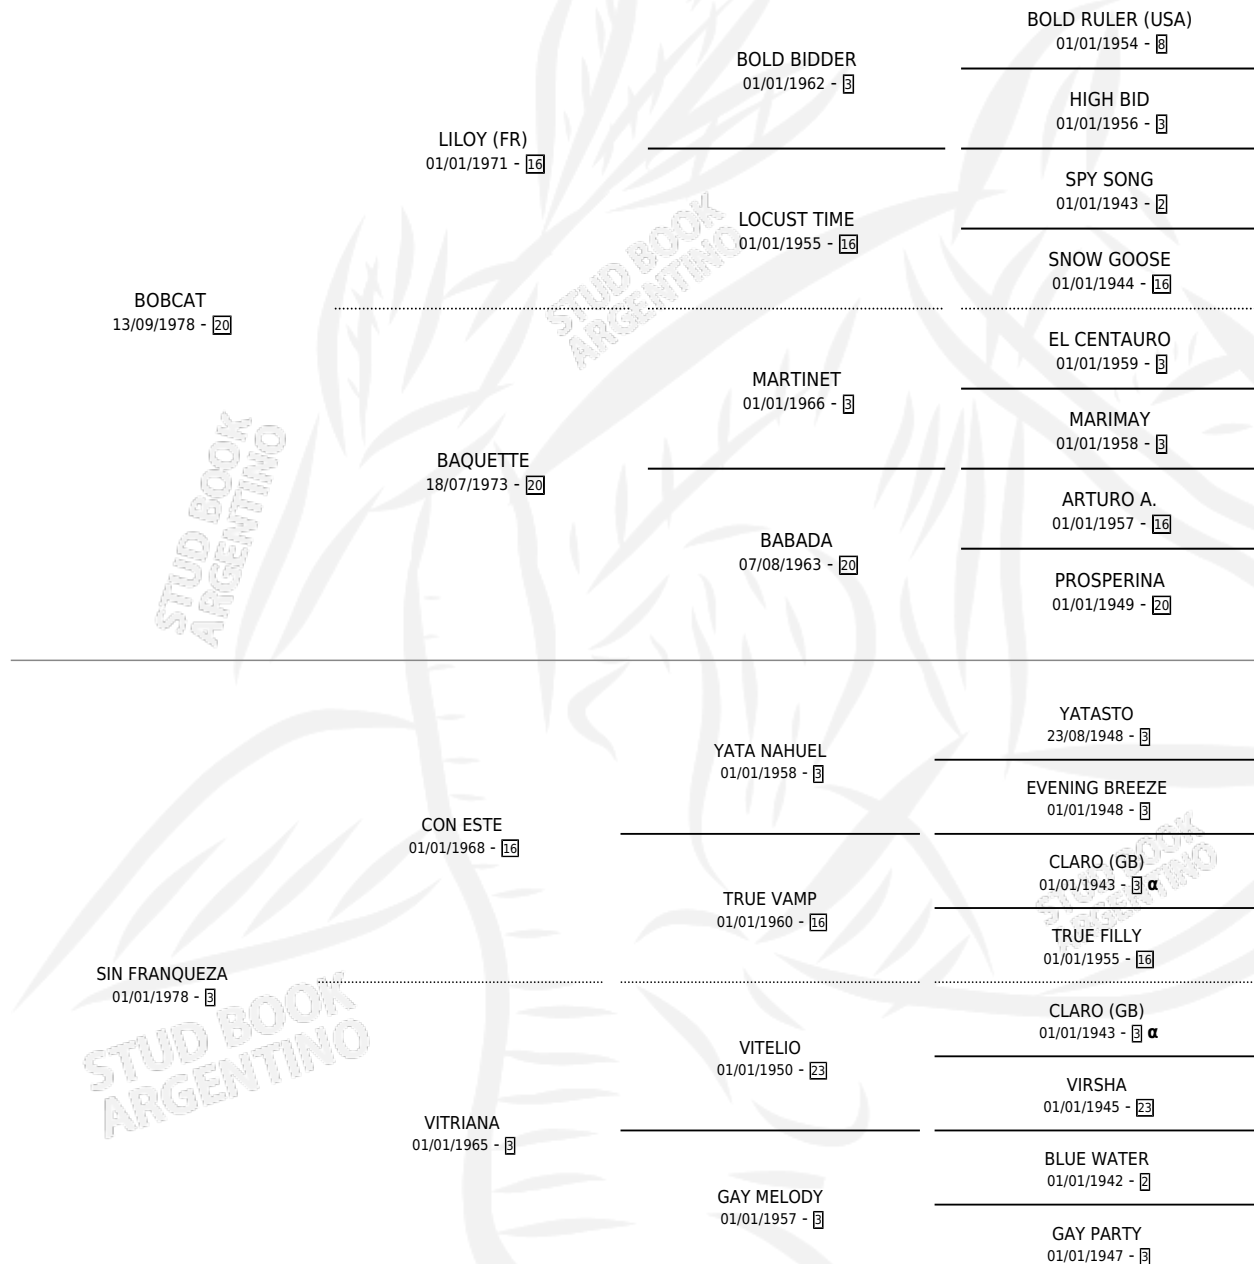 BOLD RULER (USA)
01/01/1954 - 8
BOLD BIDDER
01/01/1962 - 3
HIGH BID
01/01/1956 - 3
LILOY (FR)
01/01/1971 - 16
SPY SONG
01/01/1943 - 2
LOCUST TIME
01/01/1955 - 16
SNOW GOOSE
01/01/1944 - 16
BOBCAT
13/09/1978 - 20
EL CENTAURO
01/01/1959 - 3
MARTINET
01/01/1966 - 3
MARIMAY
01/01/1958 - 3
BAQUETTE
18/07/1973 - 20
ARTURO A.
01/01/1957 - 16
BABADA
07/08/1963 - 20
PROSPERINA
01/01/1949 - 20
YATASTO
23/08/1948 - 3
YATA NAHUEL
01/01/1958 - 3
EVENING BREEZE
01/01/1948 - 3
CON ESTE
01/01/1968 - 16
CLARO (GB)
01/01/1943 - 3 α
TRUE VAMP
01/01/1960 - 16
TRUE FILLY
01/01/1955 - 16
SIN FRANQUEZA
01/01/1978 - 3
CLARO (GB)
01/01/1943 - 3 α
VITELIO
01/01/1950 - 23
VIRSHA
01/01/1945 - 23
VITRIANA
01/01/1965 - 3
BLUE WATER
01/01/1942 - 2
GAY MELODY
01/01/1957 - 3
GAY PARTY
01/01/1947 - 3
STUD BOOK
ARGENTINO
STUD BOOK
ARGENTINO
STUD BOOK
ARGENTINO
STUD BOOK
ARGENTINO